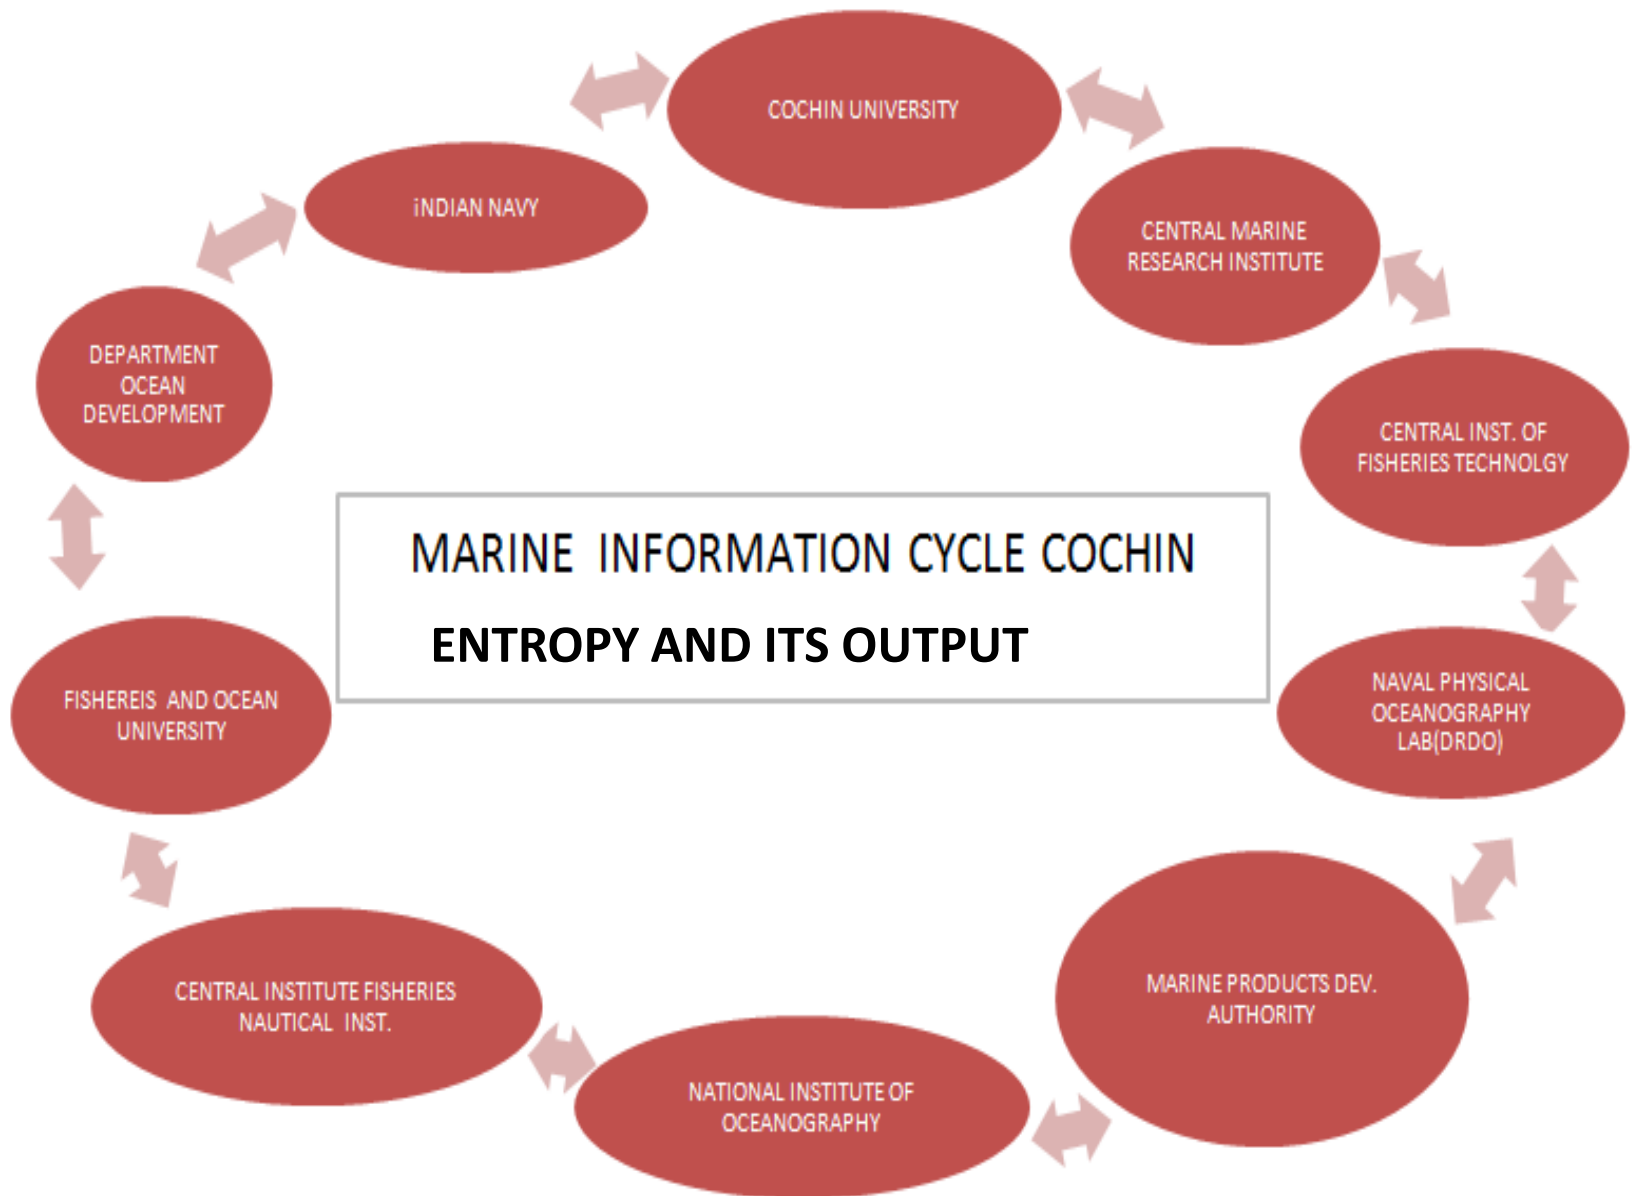 COCHIN UNIVERSITY
CENTRAL MARINE
RESEARCH INSTITUTE
CENTRAL INST. OF
FISHERIES TECHNOLGY
NAVAL PHYSICAL
OCEANOGRAPHY
LAB(DRDO)
MARINE PRODUCTS DEV.
AUTHORITY
NATIONAL INSTITUTE OF
OCEANOGRAPHY
CENTRAL INSTITUTE FISHERIES
NAUTICAL INST.
FISHEREIS AND OCEAN
UNIVERSITY
DEPARTMENT
OCEAN
DEVELOPMENT
iNDIAN NAVY
MARINE INFORMATION CYCLE COCHIN
ENTROPY AND ITS OUTPUT